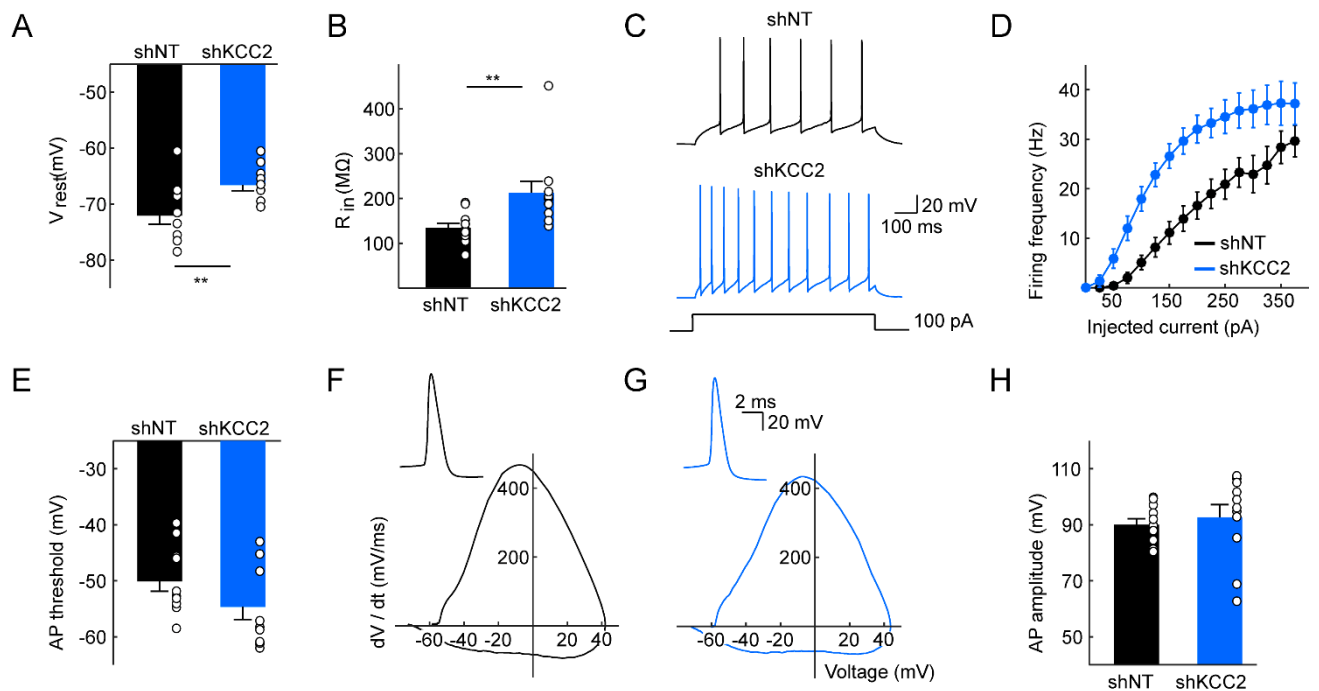 A
shNT shKCC2
-50
-60
-70
-80
V rest(mV)
**
B
**
400
300
200
100
R in (MΩ)
shNT shKCC2
C
shNT
shKCC2
20 mV
100 ms
100 pA
D
40
30
20
10
Firing frequency (Hz)
shNT
shKCC2
50 150 250 350
Injected current (pA)
E
shNT shKCC2
-30
-40
-50
-60
AP threshold (mV)
F
400
200
dV / dt (mV/ms)
-60 -40 -20 20 40
G
2 ms
20 mV
400
200
-60 -40 -20 20 40
Voltage (mV)
H
110
90
70
50
AP amplitude (mV)
shNT shKCC2